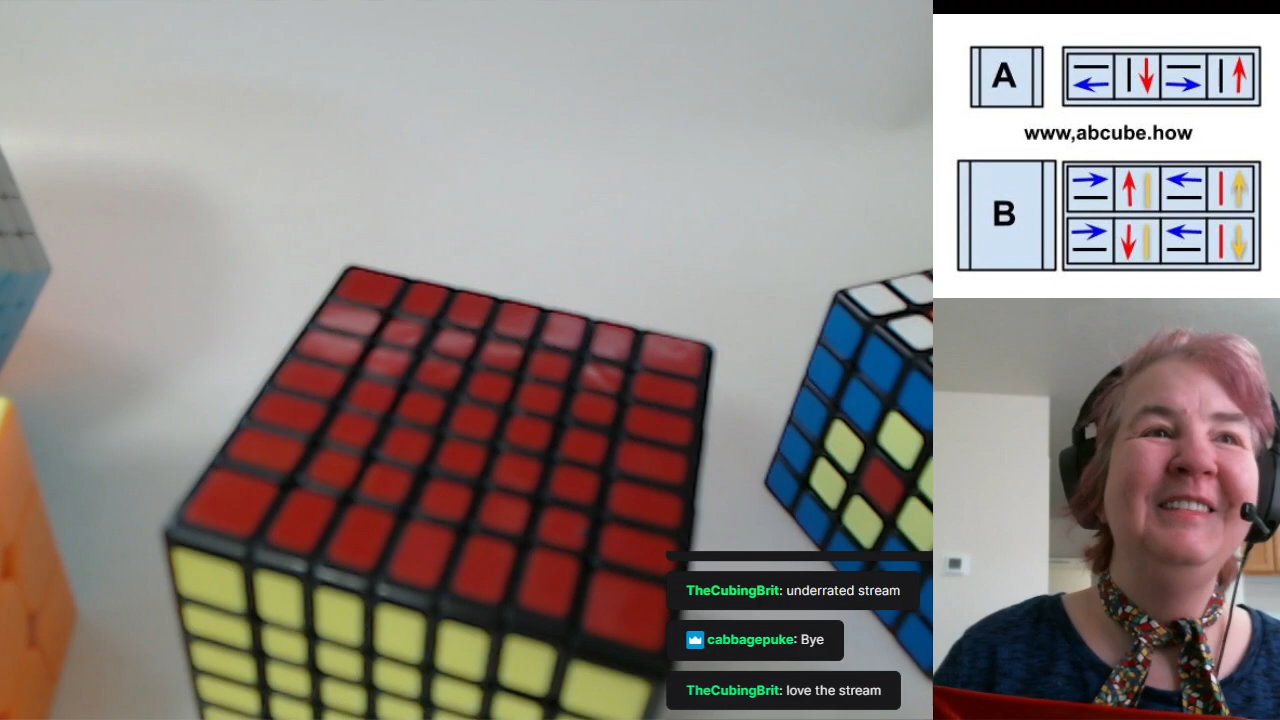 A
www,abcube.how
B
TheCubingBrit: underrated stream
cabbagepuke: Bye
TheCubingBrit: love the stream